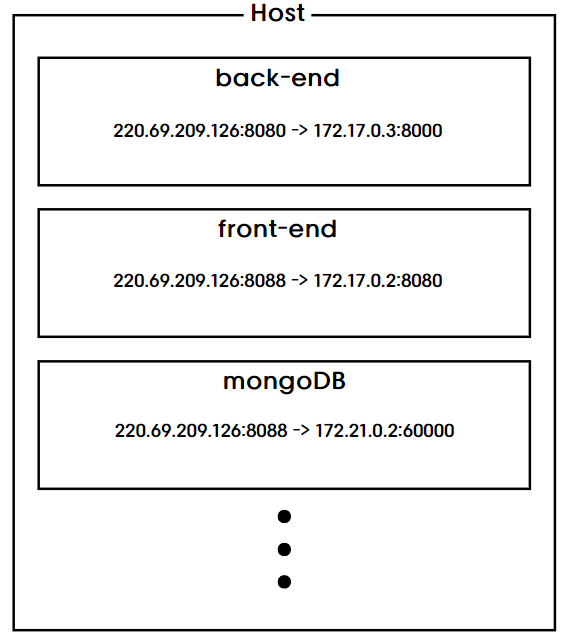 Host
back-end
220.69.209.126:8080 -> 172.17.0.3:8000
front-end
220.69.209.126:8088 -> 172.17.0.2:8080
mongoDB
220.69.209.126:8088 -> 172.21.0.2:60000